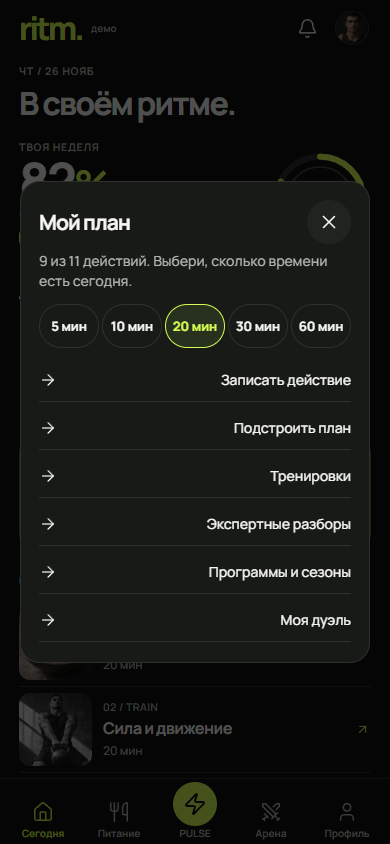 ritm. демо
ЧТ / 26 НОЯБ
В своём ритме.
ТВОЯ НЕДЕЛЯ
82%
Мой план
9 из 11 действий. Выбери, сколько времени
есть сегодня.
5 мин 10 мин 20 мин 30 мин 60 мин
Записать действие
Подстроить план
Тренировки
Экспертные разборы
Программы и сезоны
Моя дуэль
20 мин
02 / TRAIN
Сила и движение
20 мин
Сегодня Питание PULSE Арена Профиль